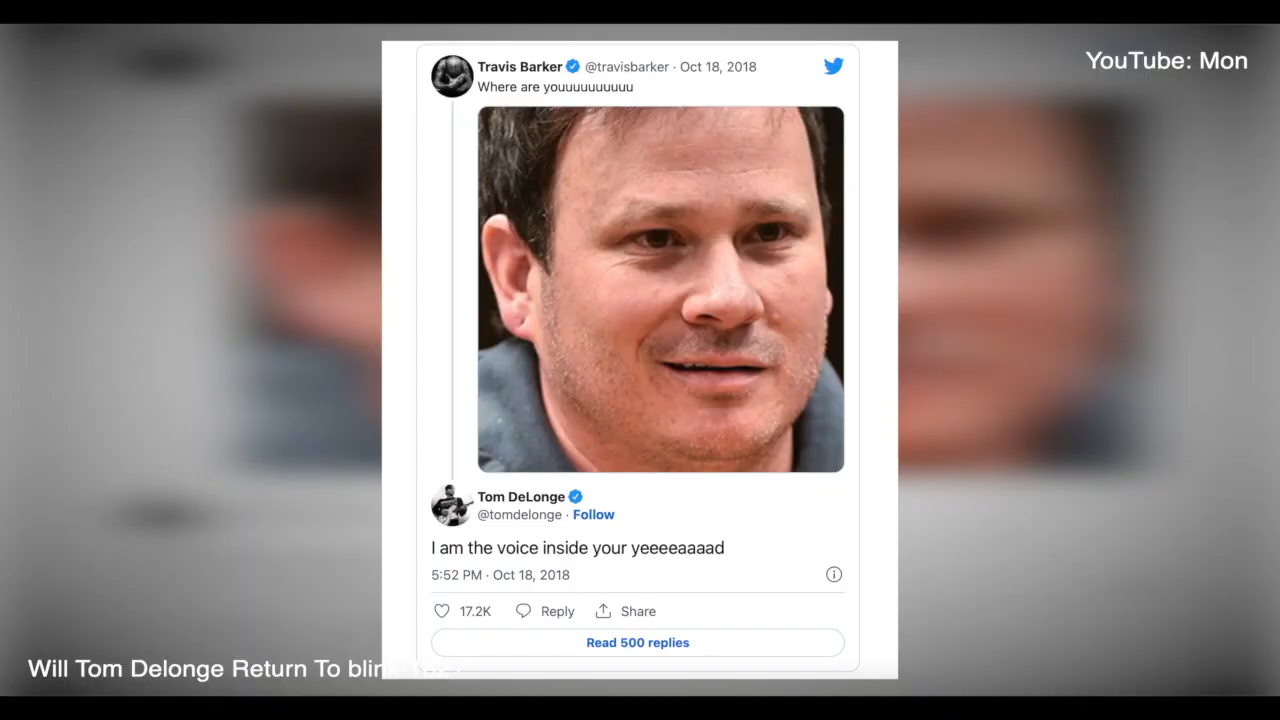 YouTube: Mon
Travis Barker @travisbarker · Oct 18, 2018
Where are youuuuuuuuuu
Tom DeLonge
@tomdelonge · Follow
I am the voice inside your yeeeeaaaad
5:52 PM · Oct 18, 2018
17.2K Reply Share
Read 500 replies
Will Tom Delonge Return To blink 182?